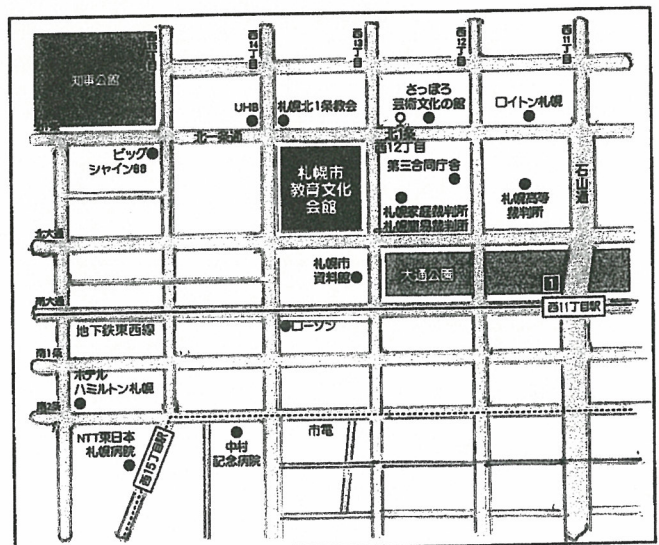 西14丁目
西13丁目
西12丁目
西11丁目
知事公館
UHB
札幌北1条教会
さっぽろ
芸術文化の館
ロイトン札幌
北一条通
北1条
西12丁目
ビッグ
シャイン88
札幌市
教育文化
会館
第三合同庁舎
札幌家庭裁判所
札幌簡易裁判所
札幌高等
裁判所
石山通
北大通
札幌市
資料館
大通公園
1
南大通
西11丁目駅
地下鉄東西線
ローソン
南1条
ホテル
ハミルトン札幌
南2条
NTT東日本
札幌病院
西15丁目駅
中村
記念病院
市電